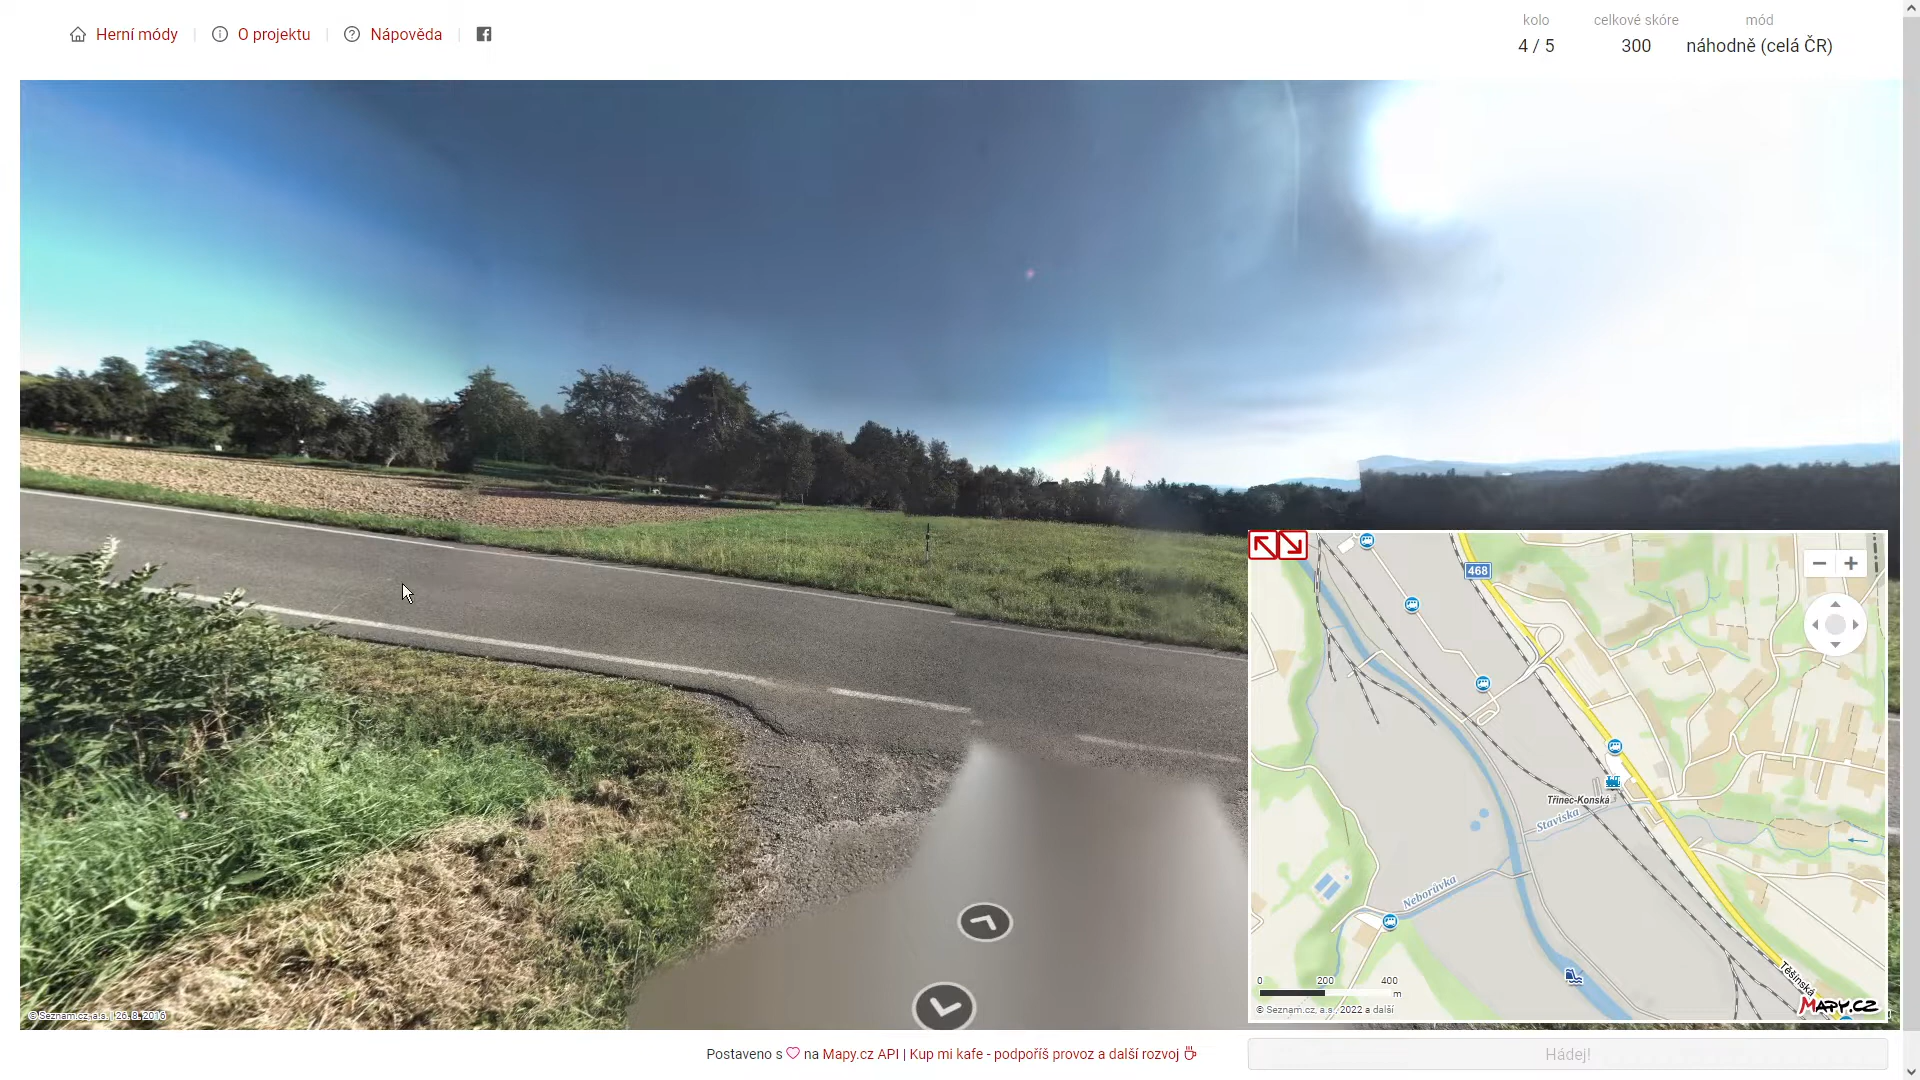 Herní módy
O projektu
Nápověda
kolo
4 / 5
celkové skóre
300
mód
náhodně (celá ČR)
468
Třinec-Konská
Staviska
Neborůvka
Těšínská
0 200 400
m
© Seznam.cz, a.s., 2022 a další
Mapy.cz
© Seznam.cz, a.s. | 26. 8. 2016
Postaveno s na Mapy.cz API | Kup mi kafe - podpoříš provoz a další rozvoj
Hádej!